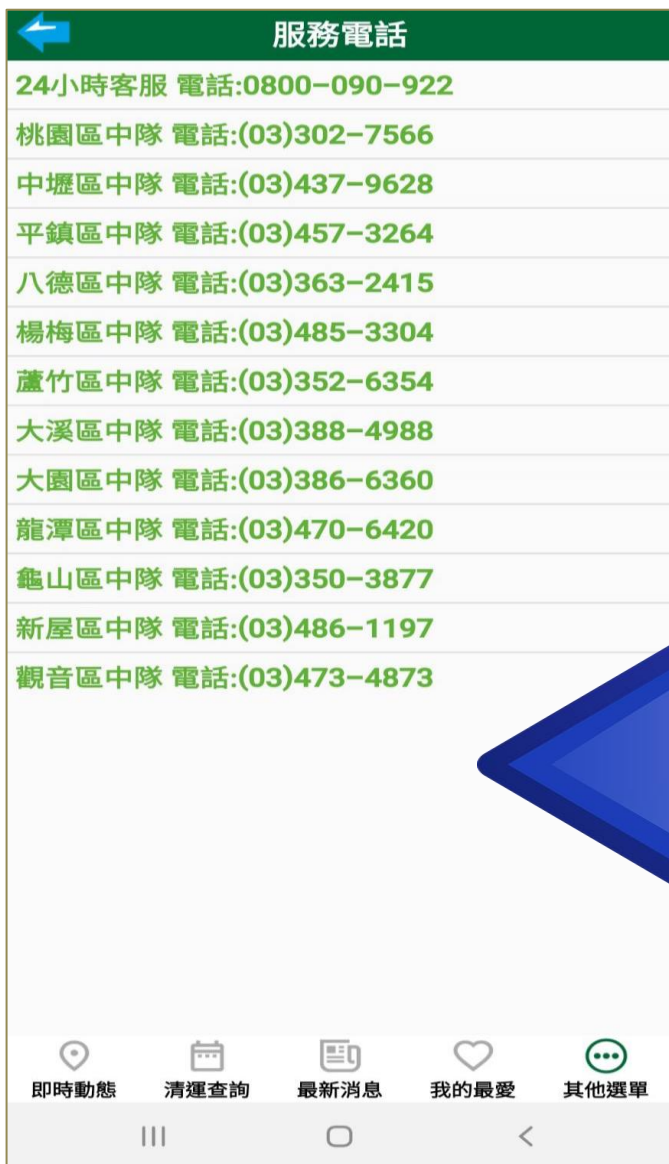 服務電話
24小時客服 電話:0800-090-922
桃園區中隊 電話:(03)302-7566
中壢區中隊 電話:(03)437-9628
平鎮區中隊 電話:(03)457-3264
八德區中隊 電話:(03)363-2415
楊梅區中隊 電話:(03)485-3304
蘆竹區中隊 電話:(03)352-6354
大溪區中隊 電話:(03)388-4988
大園區中隊 電話:(03)386-6360
龍潭區中隊 電話:(03)470-6420
龜山區中隊 電話:(03)350-3877
新屋區中隊 電話:(03)486-1197
觀音區中隊 電話:(03)473-4873
即時動態 清運查詢 最新消息 我的最愛 其他選單